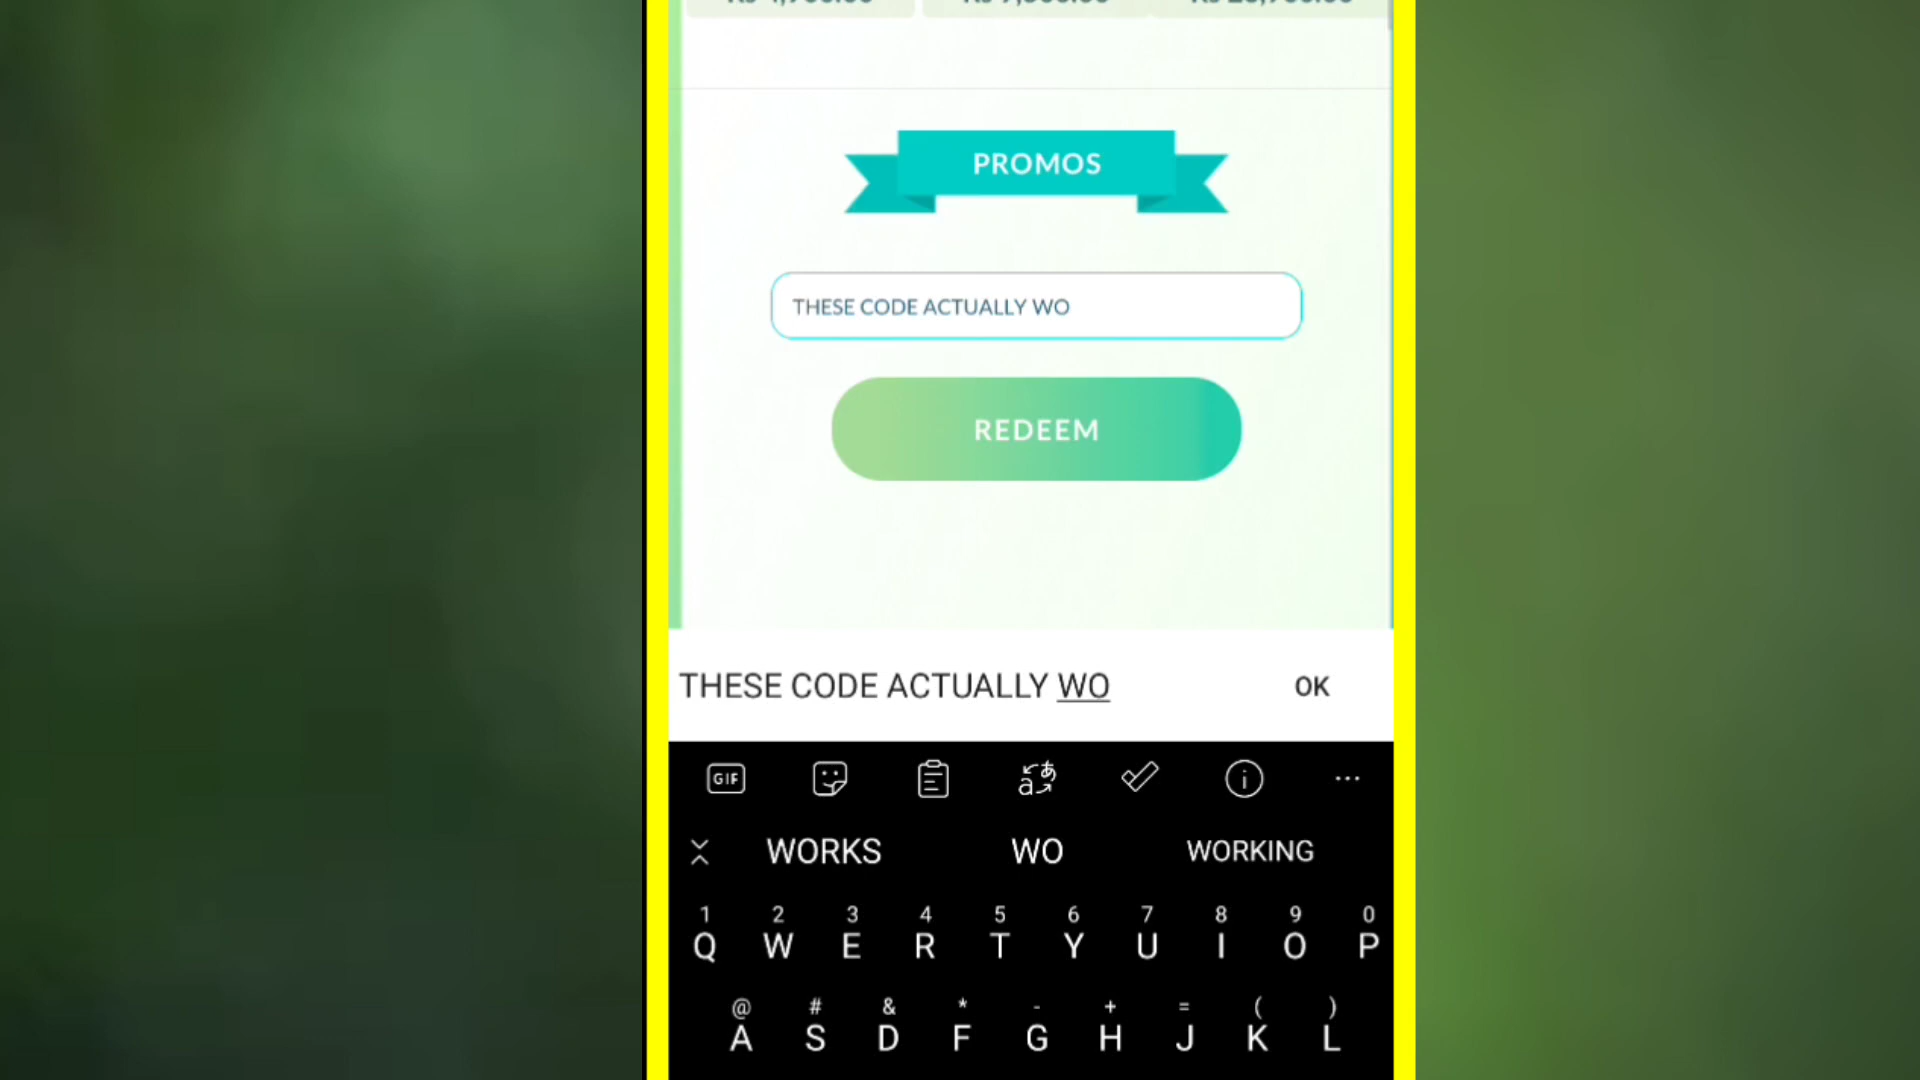 PROMOS
THESE CODE ACTUALLY WO
REDEEM
THESE CODE ACTUALLY WO
OK
GIF
WORKS WO WORKING
1 2 3 4 5 6 7 8 9 0
Q W E R T Y U I O P
@ # & * - + = ( )
A S D F G H J K L